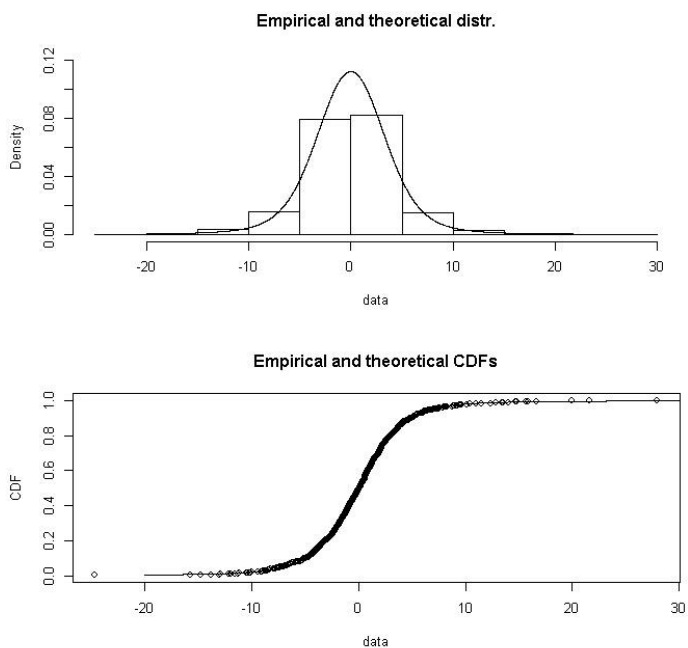 Empirical and theoretical distr.
Density
0.12
0.08
0.04
0.00
-20 -10 0 10 20 30
data
Empirical and theoretical CDFs
CDF
1.0
0.8
0.6
0.4
0.2
0.0
-20 -10 0 10 20 30
data